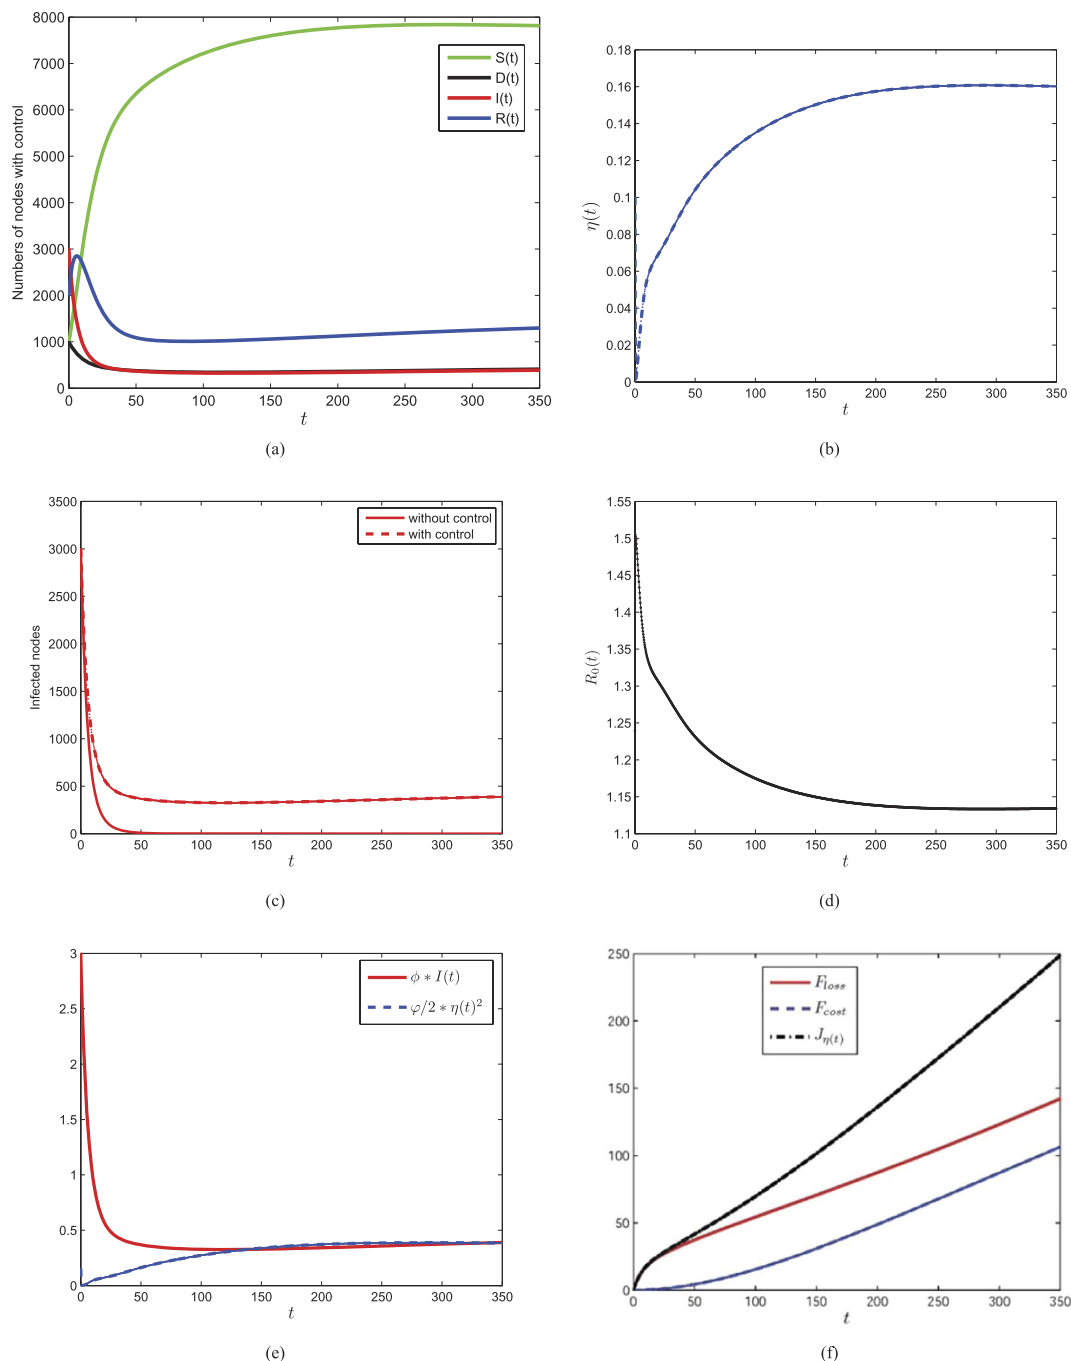 8000
7000
6000
5000
4000
3000
2000
1000
0
Numbers of nodes with control
S(t)
D(t)
I(t)
R(t)
0 50 100 150 200 250 300 350
t
(a)
0.18
0.16
0.14
0.12
0.1
0.08
0.06
0.04
0.02
0
η(t)
0 50 100 150 200 250 300 350
t
(b)
3500
3000
2500
2000
1500
1000
500
0
Infected nodes
without control
with control
0 50 100 150 200 250 300 350
t
(c)
1.55
1.5
1.45
1.4
1.35
1.3
1.25
1.2
1.15
1.1
R₀(t)
0 50 100 150 200 250 300 350
t
(d)
3
2.5
2
1.5
1
0.5
0
ϕ ∗ I(t)
φ/2 ∗ η(t)²
0 50 100 150 200 250 300 350
t
(e)
250
200
150
100
50
0
F_loss
F_cost
J_η(t)
0 50 100 150 200 250 300 350
t
(f)